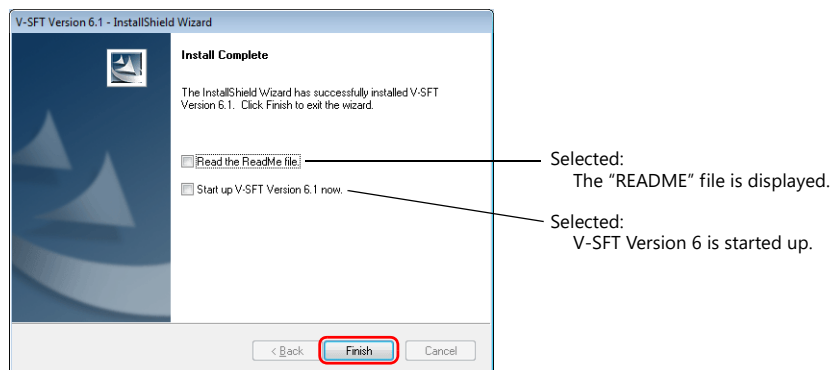 V-SFT Version 6.1 - InstallShield Wizard
Install Complete
The InstallShield Wizard has successfully installed V-SFT
Version 6.1. Click Finish to exit the wizard.
Read the ReadMe file.
Selected:
The “README” file is displayed.
Start up V-SFT Version 6.1 now.
Selected:
V-SFT Version 6 is started up.
< Back
Finish
Cancel